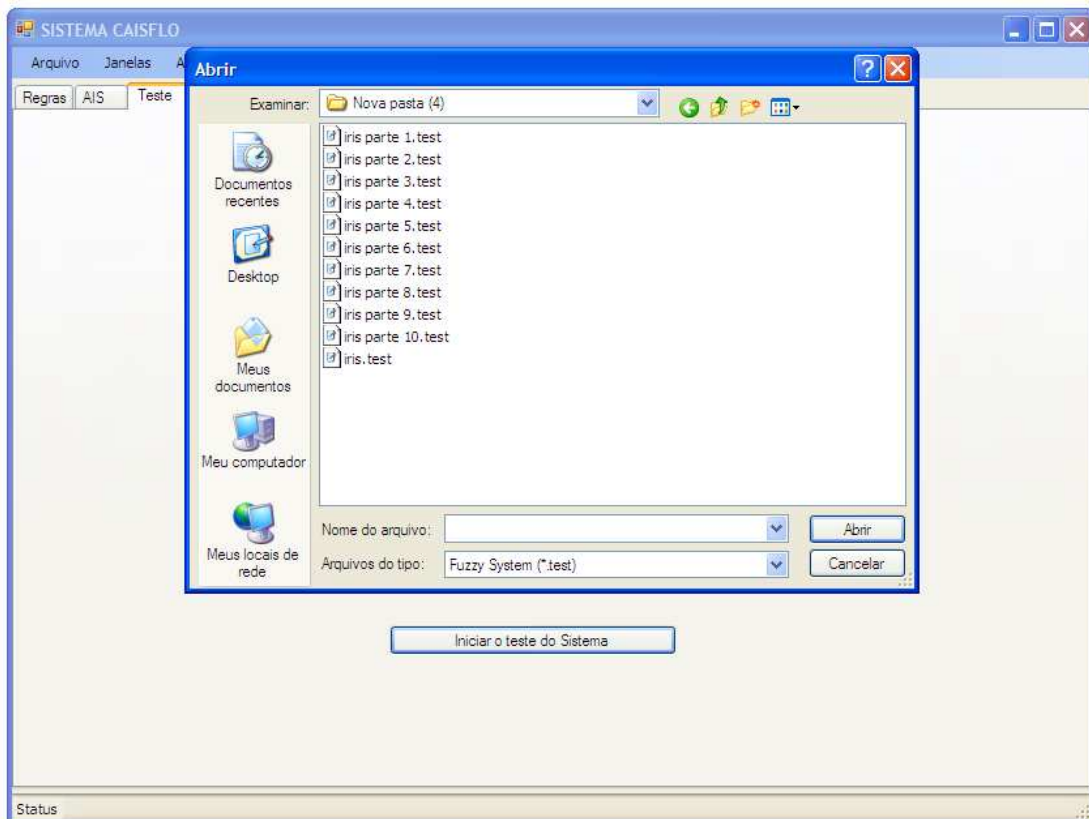 SISTEMA CAISFLO
Arquivo Janelas A
Regras AIS Teste
Abrir
Examinar: Nova pasta (4)
Documentos
recentes
Desktop
Meus
documentos
Meu computador
Meus locais de
rede
iris parte 1.test
iris parte 2.test
iris parte 3.test
iris parte 4.test
iris parte 5.test
iris parte 6.test
iris parte 7.test
iris parte 8.test
iris parte 9.test
iris parte 10.test
iris.test
Nome do arquivo: Abrir
Arquivos do tipo: Fuzzy System (*.test) Cancelar
Iniciar o teste do Sistema
Status